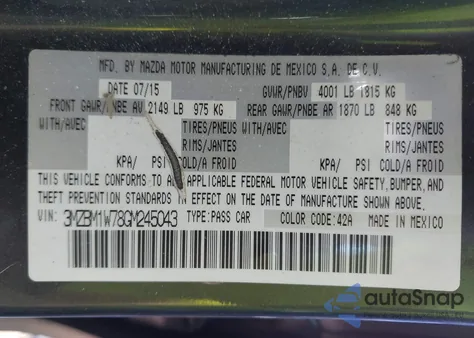 MFD. BY MAZDA MOTOR MANUFACTURING DE MEXICO S.A. DE C.V.
DATE 07/15 GVWR/PNBV 4001 LB 1815 KG
FRONT GAWR/PNBE AV 2149 LB 975 KG REAR GAWR/PNBE AR 1870 LB 848 KG
WITH/AVEC TIRES/PNEUS WITH/AVEC TIRES/PNEUS
RIMS/JANTES RIMS/JANTES
KPA/ PSI COLD/A FROID KPA/ PSI COLD/A FROID
THIS VEHICLE CONFORMS TO ALL APPLICABLE FEDERAL MOTOR VEHICLE SAFETY, BUMPER, AND
THEFT PREVENTION STANDARDS IN EFFECT ON THE DATE OF MANUFACTURE SHOWN ABOVE.
VIN: 3MZBM1W78GM245043 TYPE: PASS CAR COLOR CODE: 42A MADE IN MEXICO
autoSnap